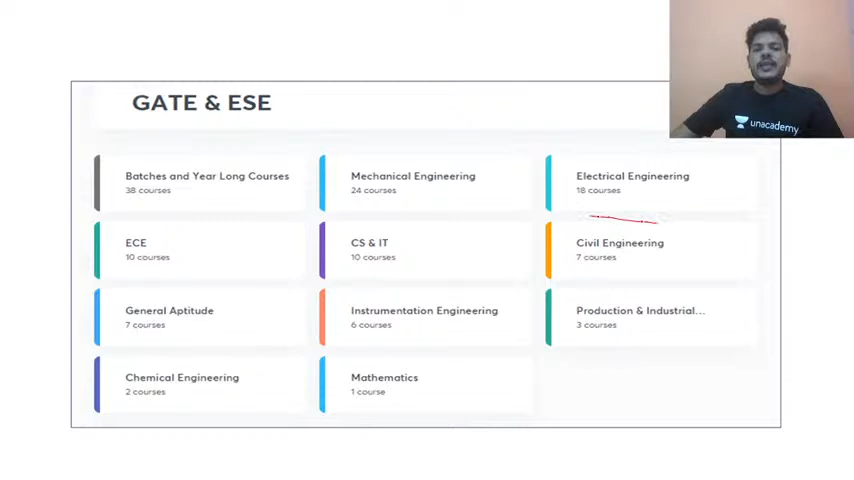 unacademy
GATE & ESE
Batches and Year Long Courses
38 courses
Mechanical Engineering
24 courses
Electrical Engineering
18 courses
ECE
10 courses
CS & IT
10 courses
Civil Engineering
7 courses
General Aptitude
7 courses
Instrumentation Engineering
6 courses
Production & Industrial...
3 courses
Chemical Engineering
2 courses
Mathematics
1 course